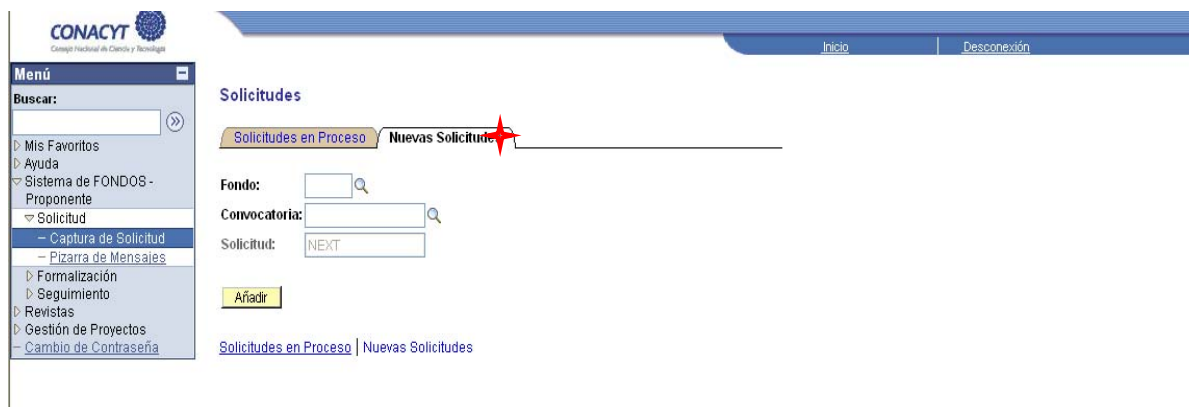 CONACYT
Consejo Nacional de Ciencia y Tecnología
Inicio Desconexión
Menú
Buscar:
Mis Favoritos
Ayuda
Sistema de FONDOS -
Proponente
Solicitud
Captura de Solicitud
Pizarra de Mensajes
Formalización
Seguimiento
Revistas
Gestión de Proyectos
Cambio de Contraseña
Solicitudes
Solicitudes en Proceso Nuevas Solicitude
Fondo:
Convocatoria:
Solicitud: NEXT
Añadir
Solicitudes en Proceso | Nuevas Solicitudes